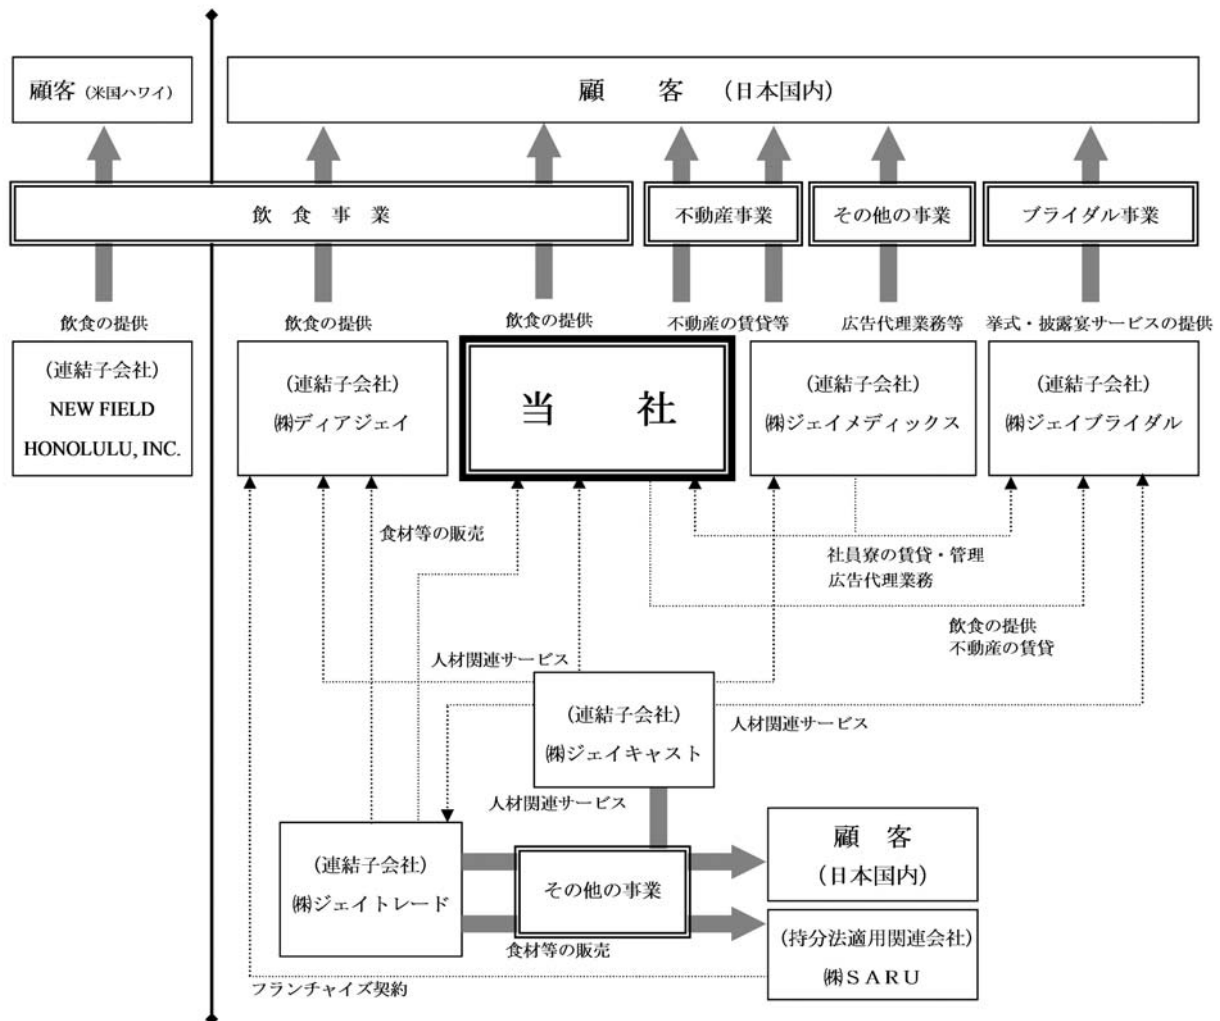 顧客（米国ハワイ）
顧　客　（日本国内）
飲食事業
不動産事業
その他の事業
ブライダル事業
飲食の提供
飲食の提供
飲食の提供
不動産の賃貸等
広告代理業務等
挙式・披露宴サービスの提供
（連結子会社）
NEW FIELD
HONOLULU, INC.
（連結子会社）
㈱ディアジェイ
当　社
（連結子会社）
㈱ジェイメディックス
（連結子会社）
㈱ジェイブライダル
食材等の販売
社員寮の賃貸・管理
広告代理業務
飲食の提供
不動産の賃貸
人材関連サービス
（連結子会社）
㈱ジェイキャスト
人材関連サービス
人材関連サービス
（連結子会社）
㈱ジェイトレード
その他の事業
顧　客
（日本国内）
食材等の販売
（持分法適用関連会社）
㈱ＳＡＲＵ
フランチャイズ契約